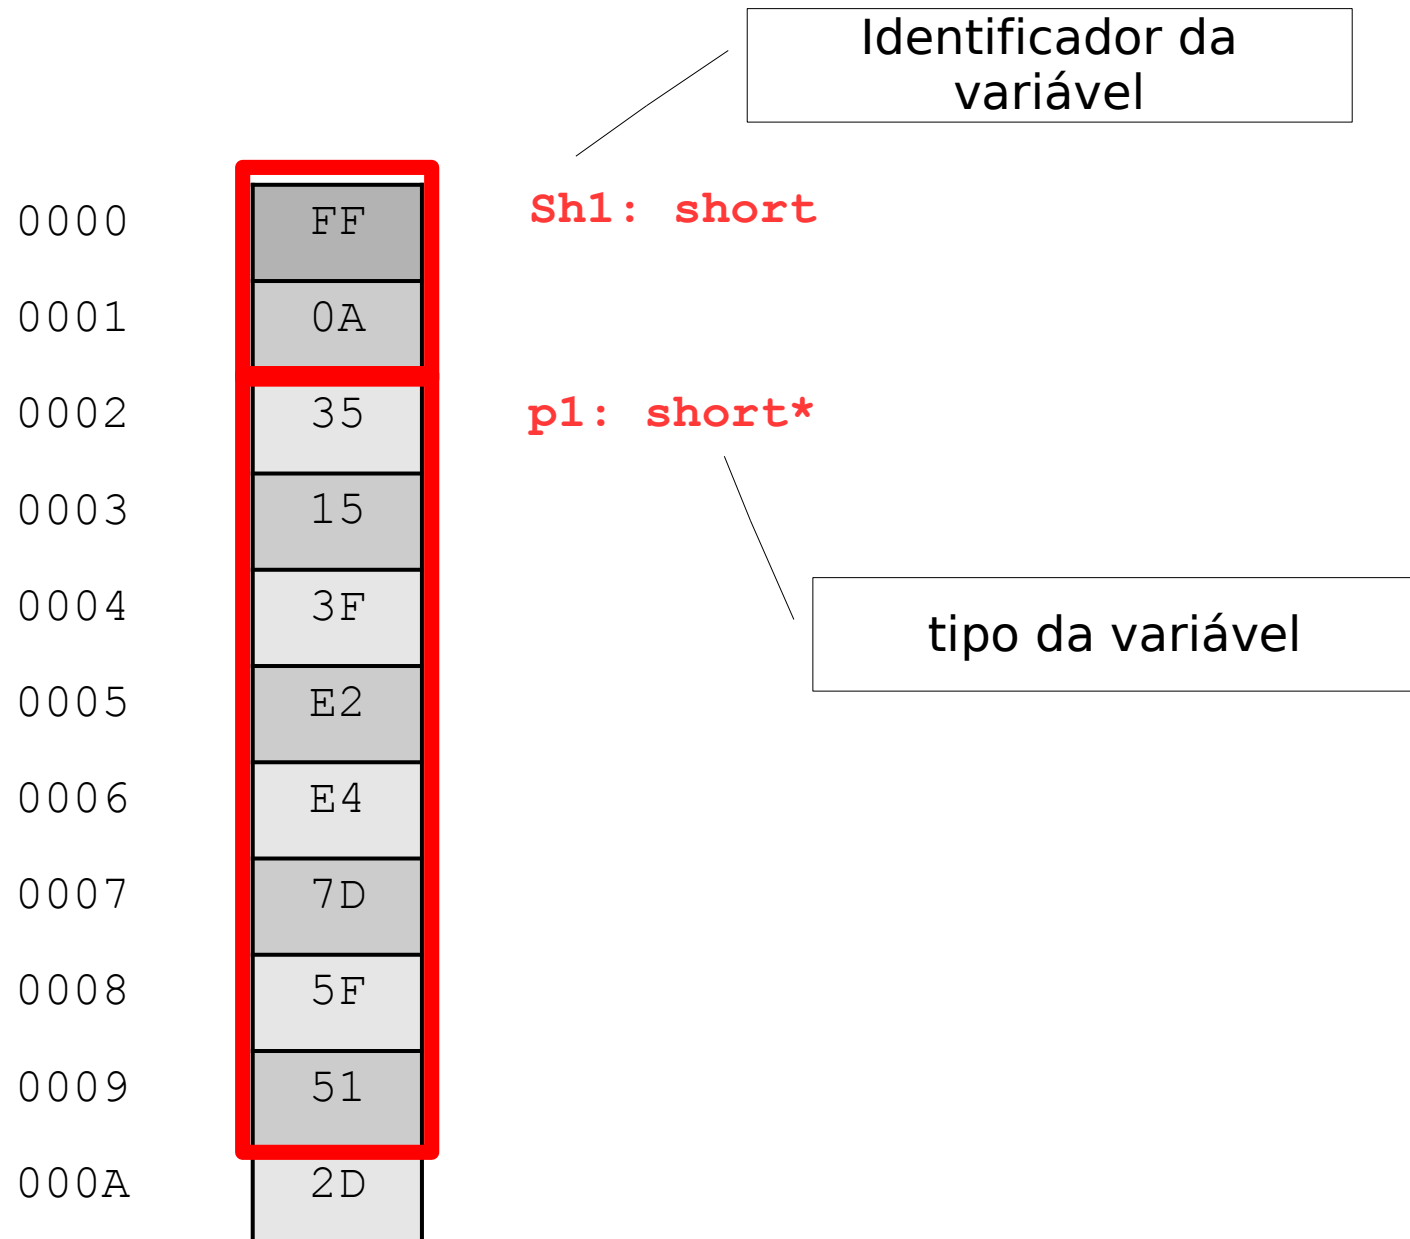 Identificador da
variável
0000 FF Sh1: short
0001 0A
0002 35 p1: short*
0003 15
0004 3F
0005 E2
tipo da variável
0006 E4
0007 7D
0008 5F
0009 51
000A 2D